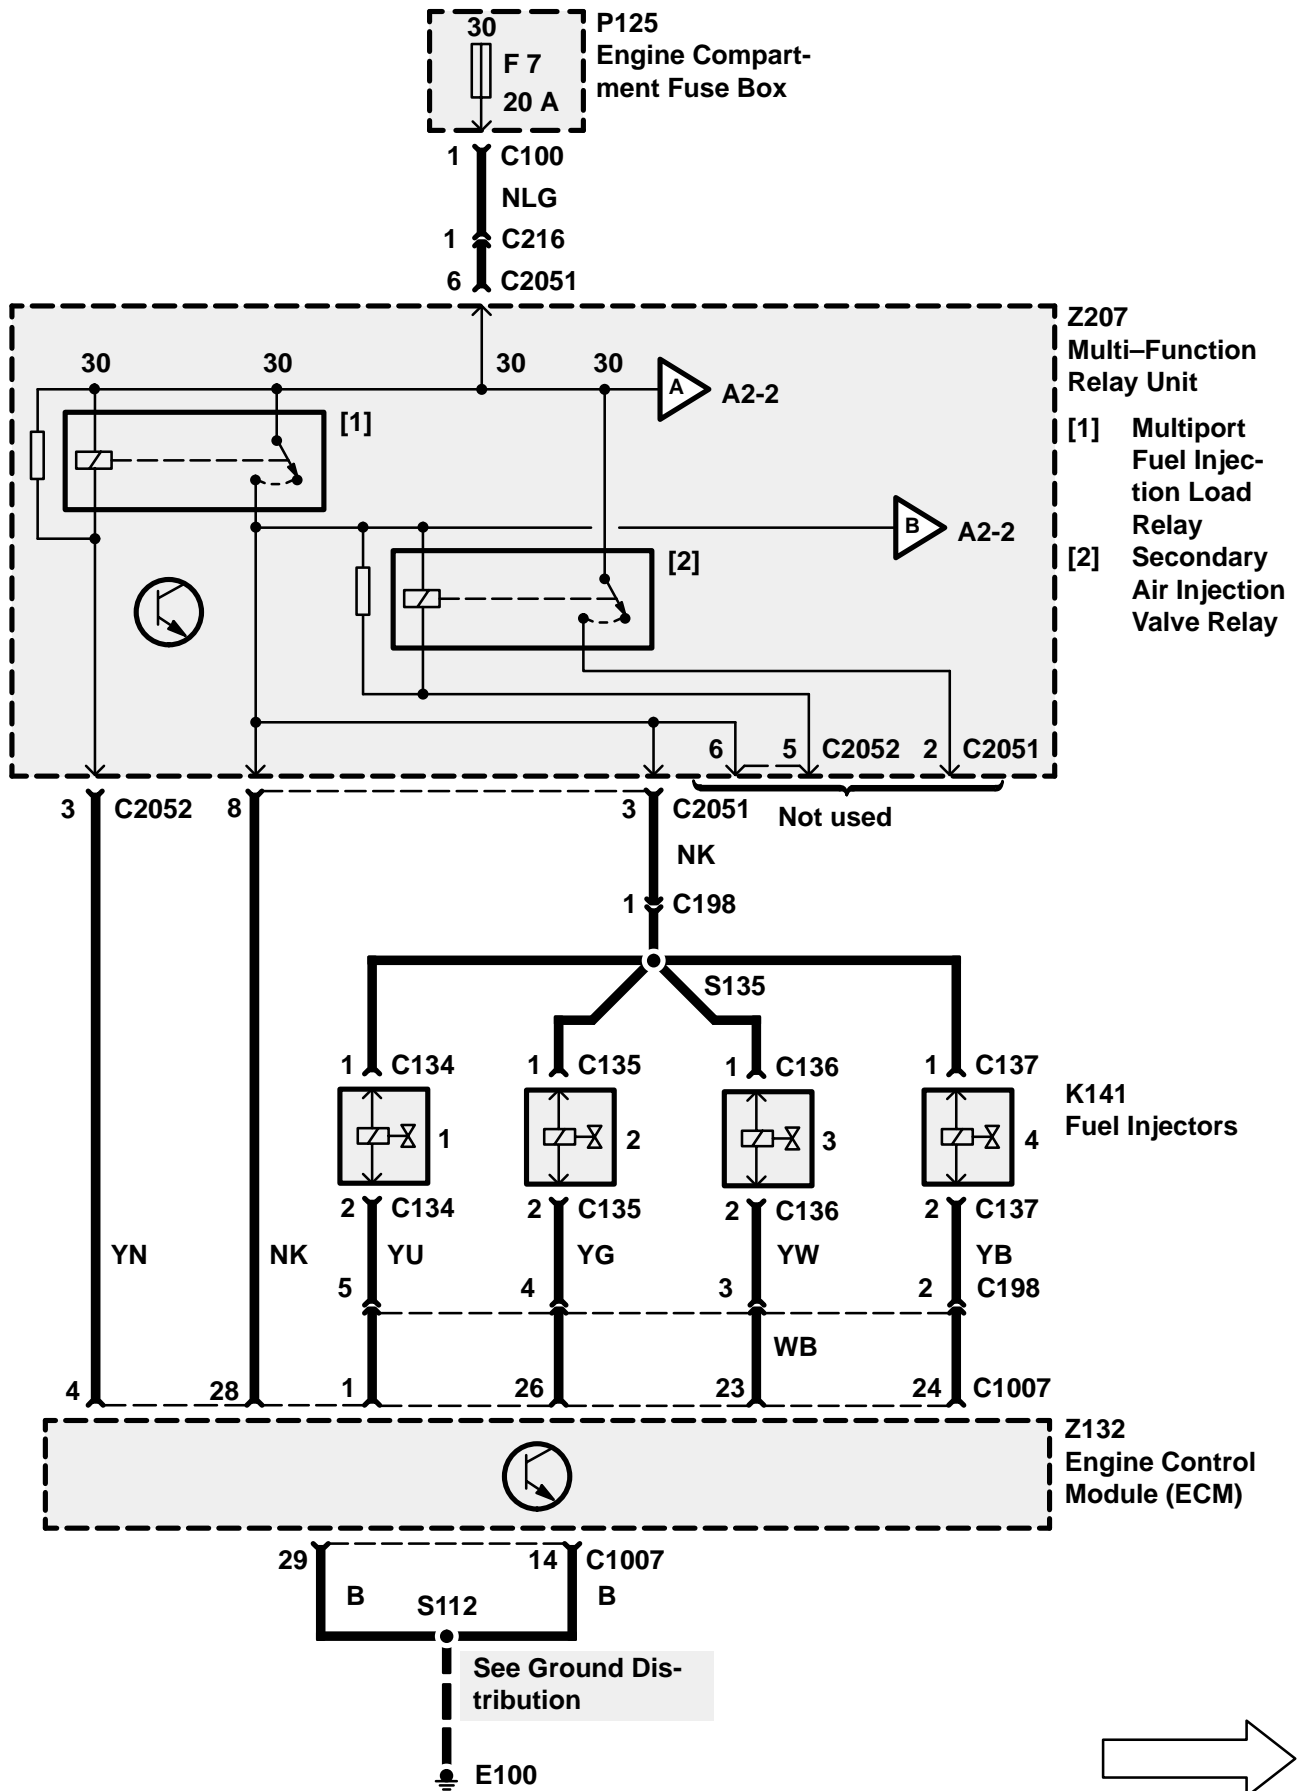 30
F 7
20 A
P125
Engine Compart-
ment Fuse Box
1 C100
NLG
1 C216
6 C2051
Z207
Multi–Function
Relay Unit
30 30 30 30
A A2-2
[1]
[1] Multiport
Fuel Injec-
tion Load
Relay
B A2-2
[2]
[2] Secondary
Air Injection
Valve Relay
6 5 C2052 2 C2051
3 C2052 8 3 C2051
Not used
NK
1 C198
S135
1 C134 1 C135 1 C136 1 C137
K141
Fuel Injectors
1 2 3 4
2 C134 2 C135 2 C136 2 C137
YN NK YU YG YW YB
5 4 3 2 C198
WB
4 28 1 26 23 24 C1007
Z132
Engine Control
Module (ECM)
29 14 C1007
B S112 B
See Ground Dis-
tribution
E100